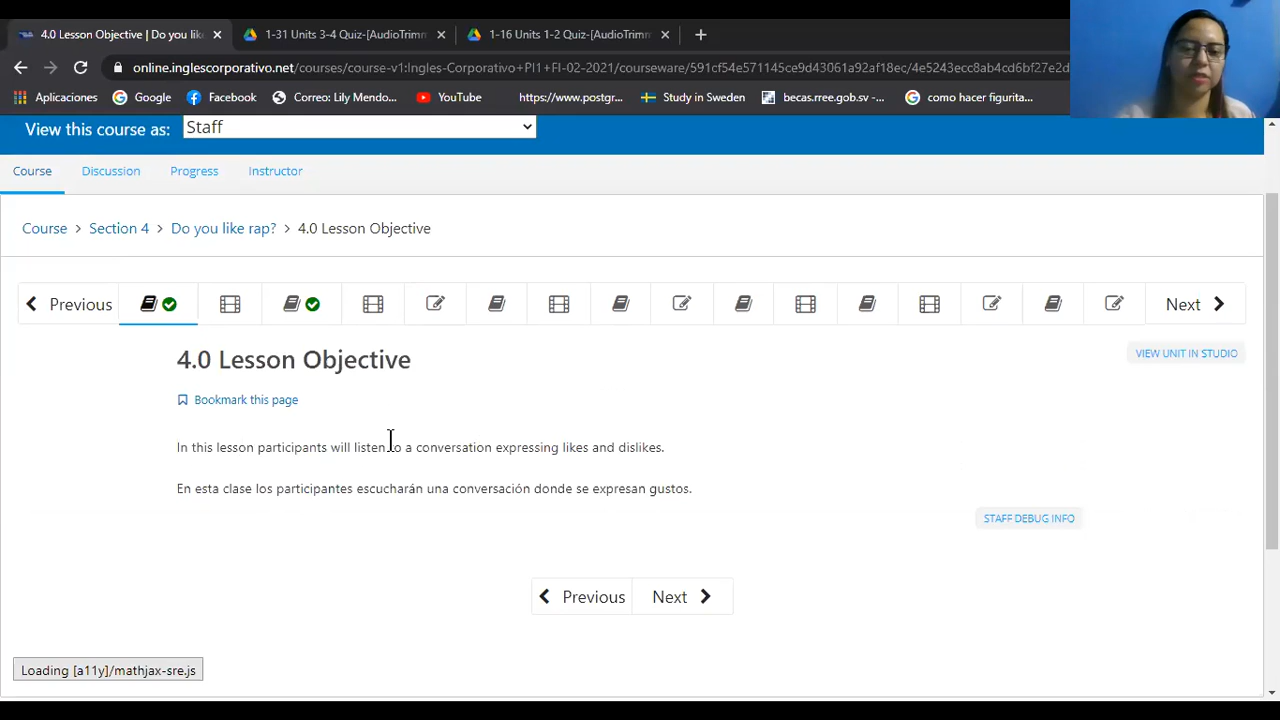 4.0 Lesson Objective | Do you like
1-31 Units 3-4 Quiz-[AudioTrimm
1-16 Units 1-2 Quiz-[AudioTrimm
online.inglescorporativo.net/courses/course-v1:Ingles-Corporativo+PI1+FI-02-2021/courseware/591cf54e571145ce9d43061a92af18ec/4e5243ecc8ab4cd6bf27e2d
Aplicaciones Google Facebook Correo: Lily Mendo... YouTube https://www.postgr... Study in Sweden becas.rree.gob.sv -... como hacer figurita...
View this course as: Staff
Course Discussion Progress Instructor
Course > Section 4 > Do you like rap? > 4.0 Lesson Objective
Previous Next
4.0 Lesson Objective
VIEW UNIT IN STUDIO
Bookmark this page
In this lesson participants will listen to a conversation expressing likes and dislikes.
En esta clase los participantes escucharán una conversación donde se expresan gustos.
STAFF DEBUG INFO
Previous Next
Loading [a11y]/mathjax-sre.js